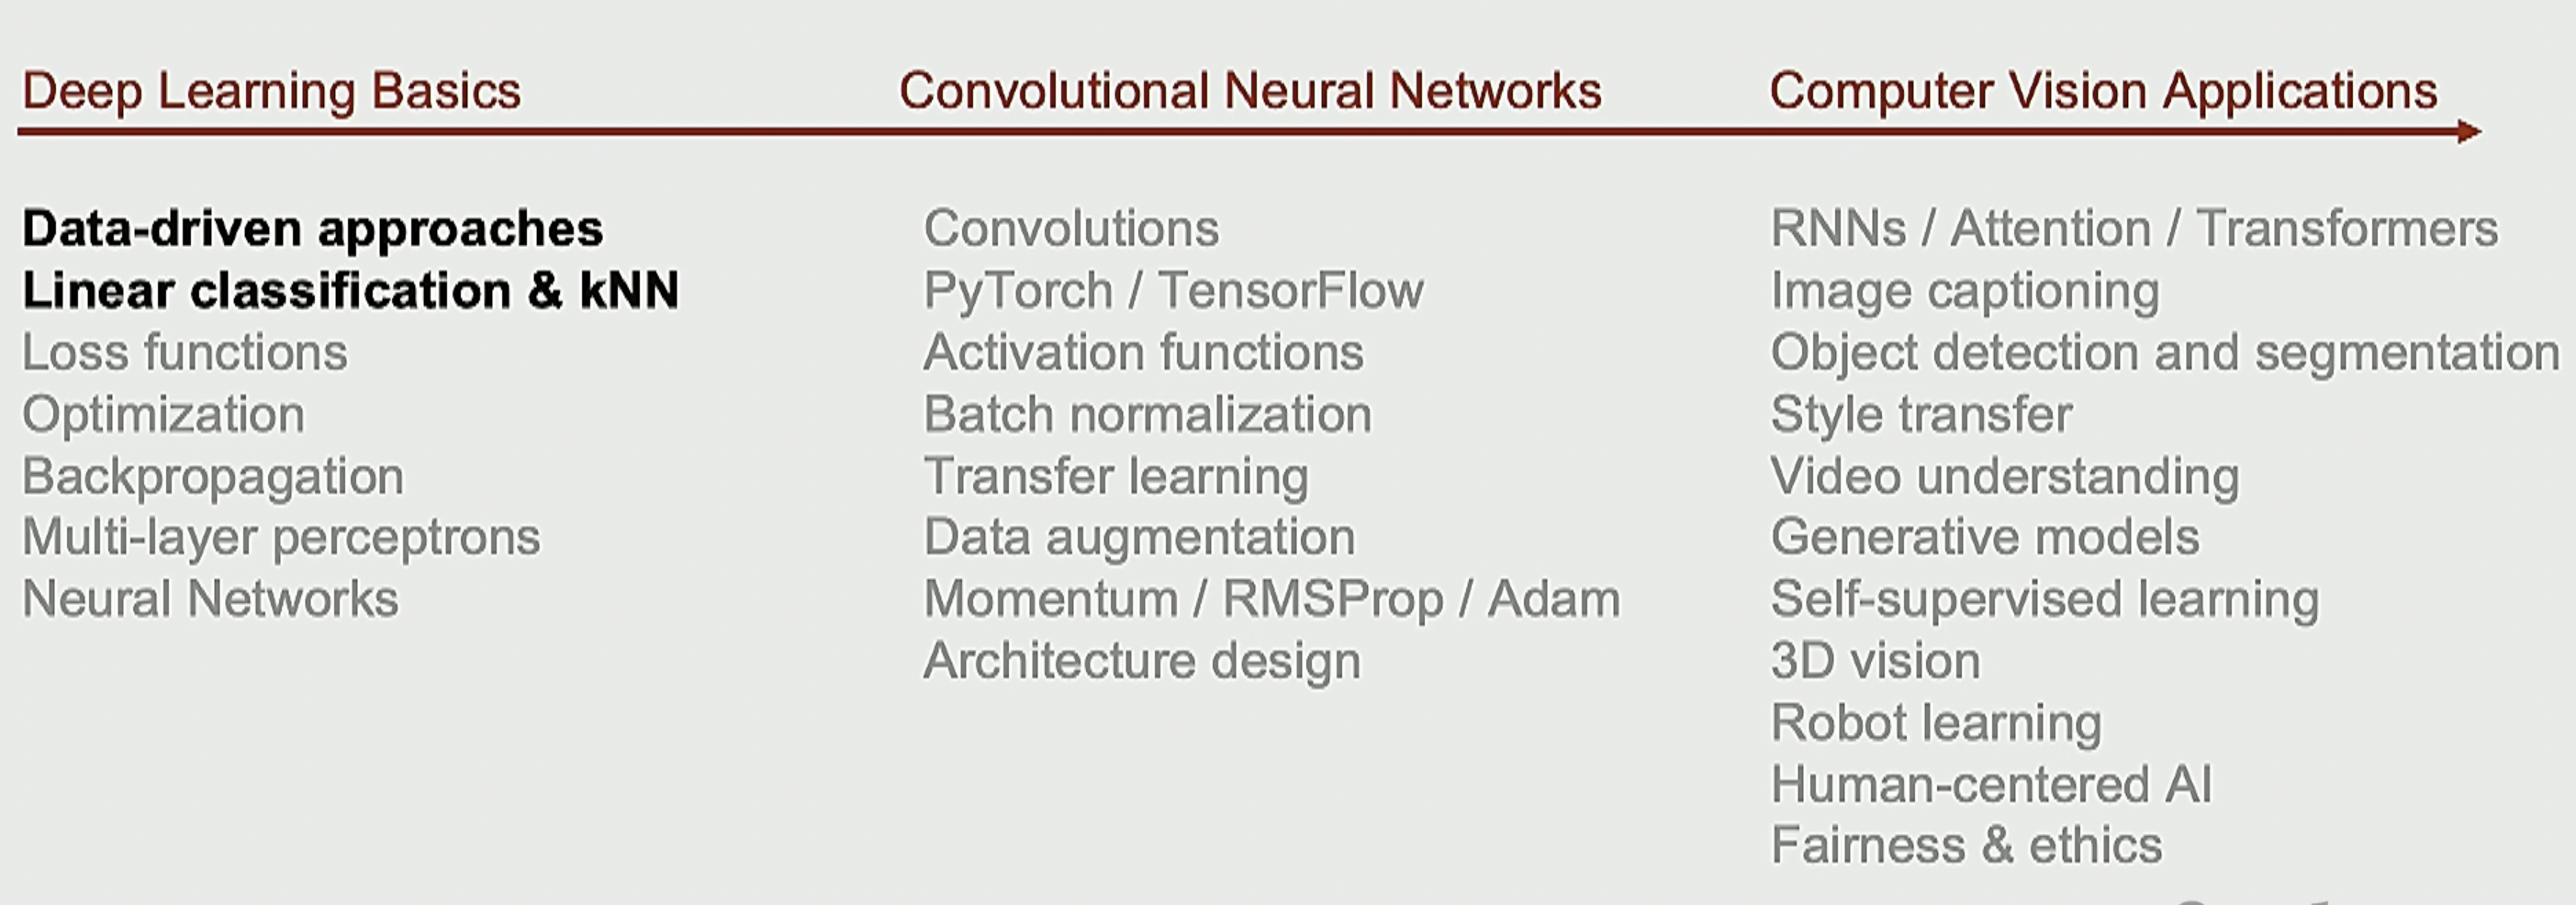 Deep Learning Basics
Convolutional Neural Networks
Computer Vision Applications
Data-driven approaches
Linear classification & kNN
Loss functions
Optimization
Backpropagation
Multi-layer perceptrons
Neural Networks
Convolutions
PyTorch / TensorFlow
Activation functions
Batch normalization
Transfer learning
Data augmentation
Momentum / RMSProp / Adam
Architecture design
RNNs / Attention / Transformers
Image captioning
Object detection and segmentation
Style transfer
Video understanding
Generative models
Self-supervised learning
3D vision
Robot learning
Human-centered AI
Fairness & ethics